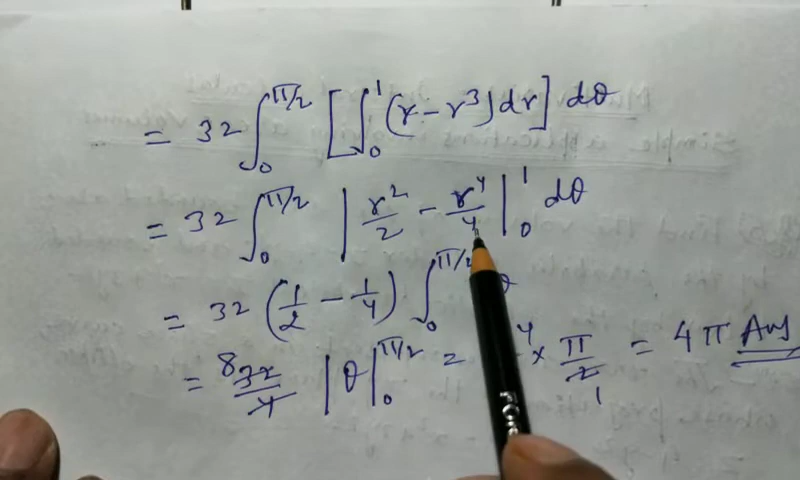 = 32 ∫₀^{π/2} [∫₀¹ (r − r³) dr] dθ
= 32 ∫₀^{π/2} | r²/2 − r⁴/4 |₀¹ dθ
= 32 (1/2 − 1/4) ∫₀^{π/2} θ
= 8 32/4 |θ|₀^{π/2} = 4 × π/2 1 = 4π Ans